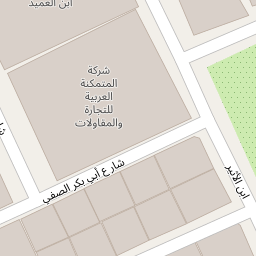 ابن العميد
شركة
المتمكنة
العربية
للتجارة
والمقاولات
شارع أبي بكر الصفي
ابن الأثير